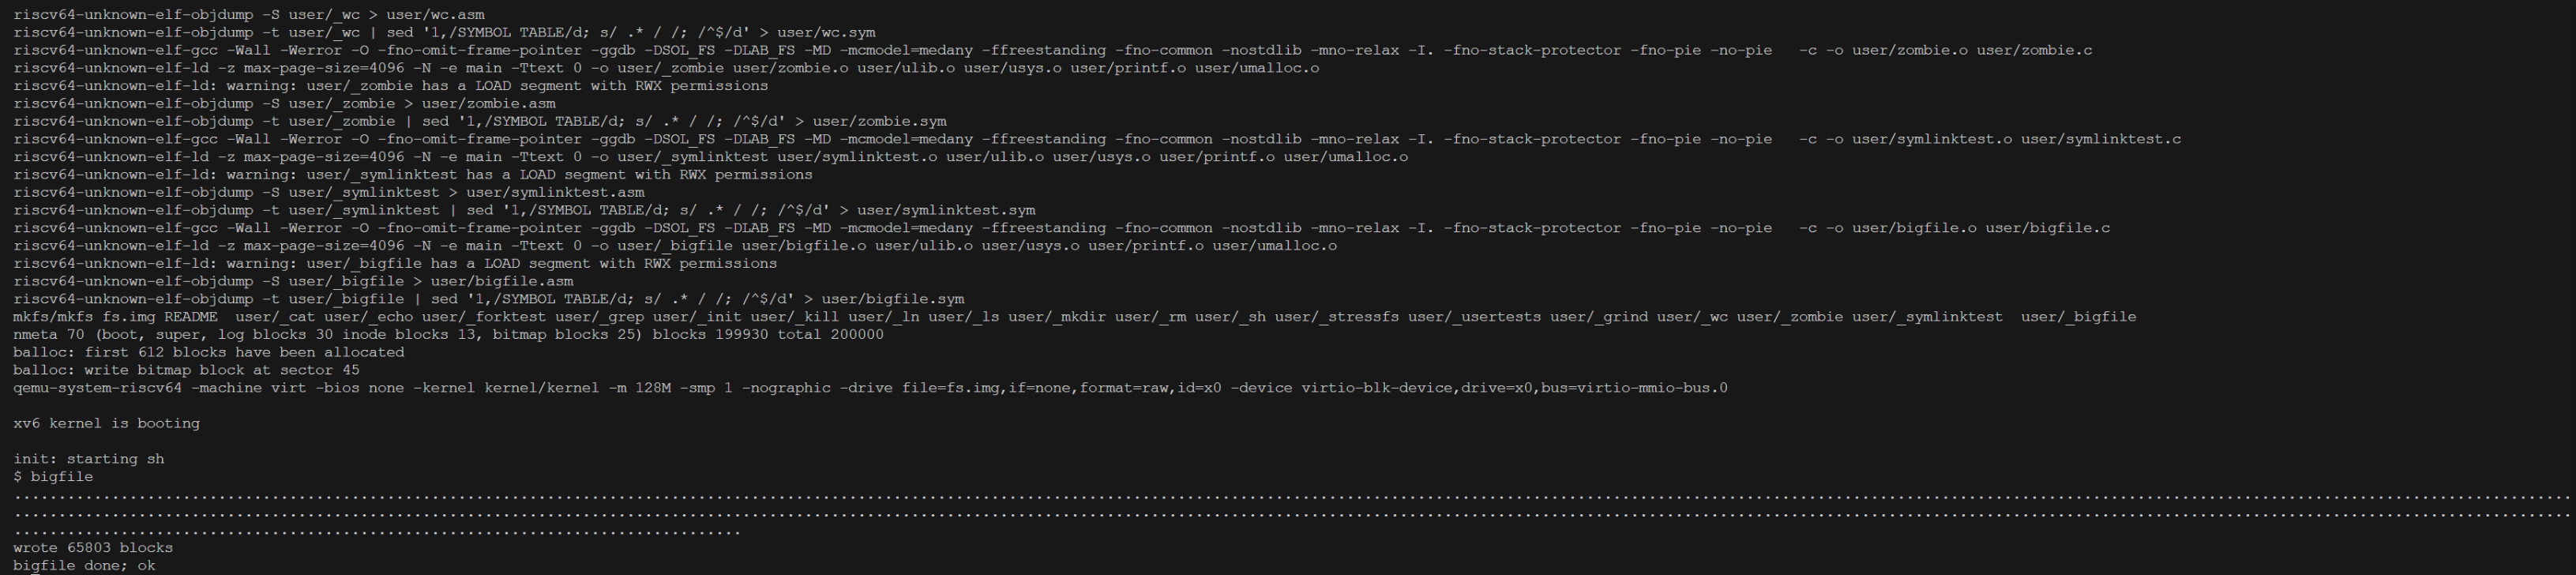 riscv64-unknown-elf-objdump -S user/_wc > user/wc.asm
riscv64-unknown-elf-objdump -t user/_wc | sed '1,/SYMBOL TABLE/d; s/ .* / /; /^$/d' > user/wc.sym
riscv64-unknown-elf-gcc -Wall -Werror -O -fno-omit-frame-pointer -ggdb -DSOL_FS -DLAB_FS -MD -mcmodel=medany -ffreestanding -fno-common -nostdlib -mno-relax -I. -fno-stack-protector -fno-pie -no-pie   -c -o user/zombie.o user/zombie.c
riscv64-unknown-elf-ld -z max-page-size=4096 -N -e main -Ttext 0 -o user/_zombie user/zombie.o user/ulib.o user/usys.o user/printf.o user/umalloc.o
riscv64-unknown-elf-ld: warning: user/_zombie has a LOAD segment with RWX permissions
riscv64-unknown-elf-objdump -S user/_zombie > user/zombie.asm
riscv64-unknown-elf-objdump -t user/_zombie | sed '1,/SYMBOL TABLE/d; s/ .* / /; /^$/d' > user/zombie.sym
riscv64-unknown-elf-gcc -Wall -Werror -O -fno-omit-frame-pointer -ggdb -DSOL_FS -DLAB_FS -MD -mcmodel=medany -ffreestanding -fno-common -nostdlib -mno-relax -I. -fno-stack-protector -fno-pie -no-pie   -c -o user/symlinktest.o user/symlinktest.c
riscv64-unknown-elf-ld -z max-page-size=4096 -N -e main -Ttext 0 -o user/_symlinktest user/symlinktest.o user/ulib.o user/usys.o user/printf.o user/umalloc.o
riscv64-unknown-elf-ld: warning: user/_symlinktest has a LOAD segment with RWX permissions
riscv64-unknown-elf-objdump -S user/_symlinktest > user/symlinktest.asm
riscv64-unknown-elf-objdump -t user/_symlinktest | sed '1,/SYMBOL TABLE/d; s/ .* / /; /^$/d' > user/symlinktest.sym
riscv64-unknown-elf-gcc -Wall -Werror -O -fno-omit-frame-pointer -ggdb -DSOL_FS -DLAB_FS -MD -mcmodel=medany -ffreestanding -fno-common -nostdlib -mno-relax -I. -fno-stack-protector -fno-pie -no-pie   -c -o user/bigfile.o user/bigfile.c
riscv64-unknown-elf-ld -z max-page-size=4096 -N -e main -Ttext 0 -o user/_bigfile user/bigfile.o user/ulib.o user/usys.o user/printf.o user/umalloc.o
riscv64-unknown-elf-ld: warning: user/_bigfile has a LOAD segment with RWX permissions
riscv64-unknown-elf-objdump -S user/_bigfile > user/bigfile.asm
riscv64-unknown-elf-objdump -t user/_bigfile | sed '1,/SYMBOL TABLE/d; s/ .* / /; /^$/d' > user/bigfile.sym
mkfs/mkfs fs.img README  user/_cat user/_echo user/_forktest user/_grep user/_init user/_kill user/_ln user/_ls user/_mkdir user/_rm user/_sh user/_stressfs user/_usertests user/_grind user/_wc user/_zombie user/_symlinktest  user/_bigfile
nmeta 70 (boot, super, log blocks 30 inode blocks 13, bitmap blocks 25) blocks 199930 total 200000
balloc: first 612 blocks have been allocated
balloc: write bitmap block at sector 45
qemu-system-riscv64 -machine virt -bios none -kernel kernel/kernel -m 128M -smp 1 -nographic -drive file=fs.img,if=none,format=raw,id=x0 -device virtio-blk-device,drive=x0,bus=virtio-mmio-bus.0
xv6 kernel is booting
init: starting sh
$ bigfile
................................................................................................................................................................................................................................................................................................
................................................................................................................................................................................................................................................................................................
..................................................................................
wrote 65803 blocks
bigfile done; ok